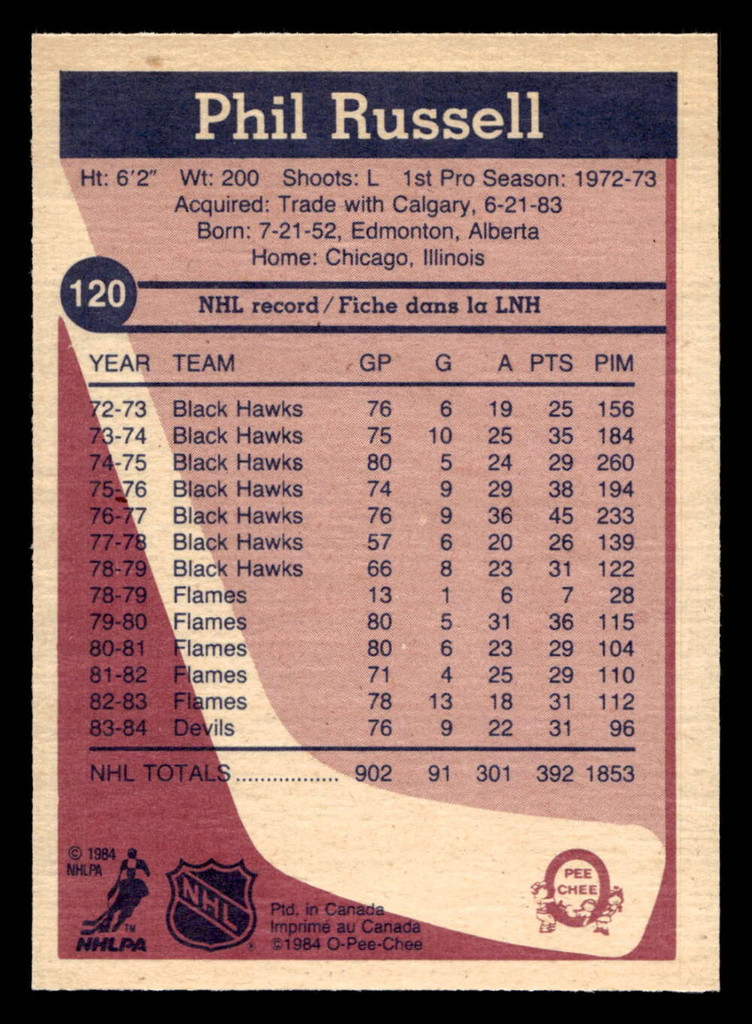 Phil Russell
Ht: 6'2" Wt: 200 Shoots: L 1st Pro Season: 1972-73
Acquired: Trade with Calgary, 6-21-83
Born: 7-21-52, Edmonton, Alberta
Home: Chicago, Illinois
120
NHL record/Fiche dans la LNH
YEAR TEAM GP G A PTS PIM
72-73 Black Hawks 76 6 19 25 156
73-74 Black Hawks 75 10 25 35 184
74-75 Black Hawks 80 5 24 29 260
75-76 Black Hawks 74 9 29 38 194
76-77 Black Hawks 76 9 36 45 233
77-78 Black Hawks 57 6 20 26 139
78-79 Black Hawks 66 8 23 31 122
78-79 Flames 13 1 6 7 28
79-80 Flames 80 5 31 36 115
80-81 Flames 80 6 23 29 104
81-82 Flames 71 4 25 29 110
82-83 Flames 78 13 18 31 112
83-84 Devils 76 9 22 31 96
NHL TOTALS.................. 902 91 301 392 1853
© 1984
NHLPA
TM
NHLPA
NHL
Ptd. in Canada
Imprimé au Canada
©1984 O-Pee-Chee
PEE
CHEE